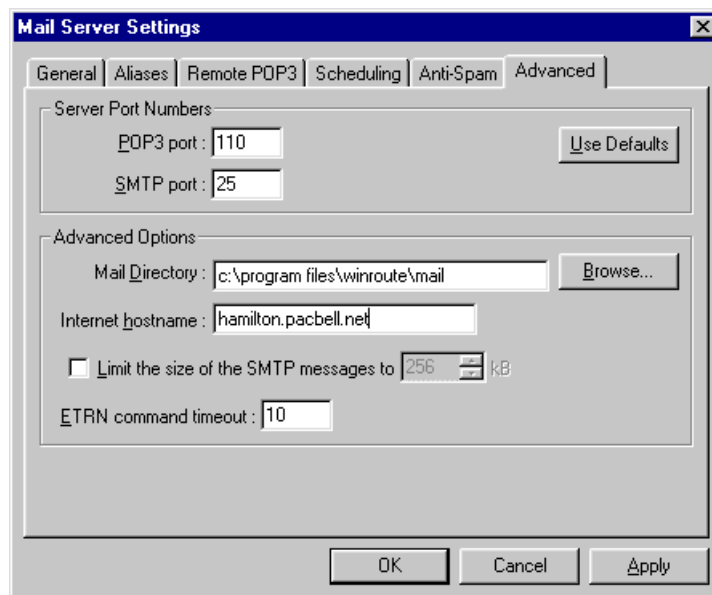 Mail Server Settings
General Aliases Remote POP3 Scheduling Anti-Spam Advanced
Server Port Numbers
POP3 port : 110 Use Defaults
SMTP port : 25
Advanced Options
Mail Directory : c:\program files\winroute\mail Browse...
Internet hostname : hamilton.pacbell.net
Limit the size of the SMTP messages to 256 kB
ETRN command timeout : 10
OK Cancel Apply